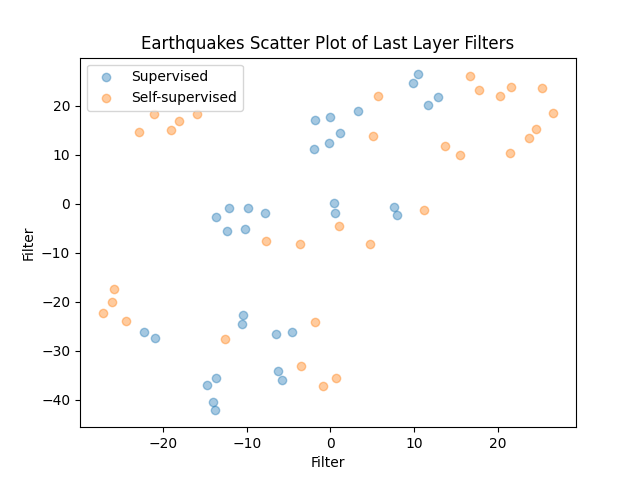 Earthquakes Scatter Plot of Last Layer Filters
Supervised
Self-supervised
20
10
0
−10
−20
−30
−40
Filter
−20
−10
0
10
20
Filter